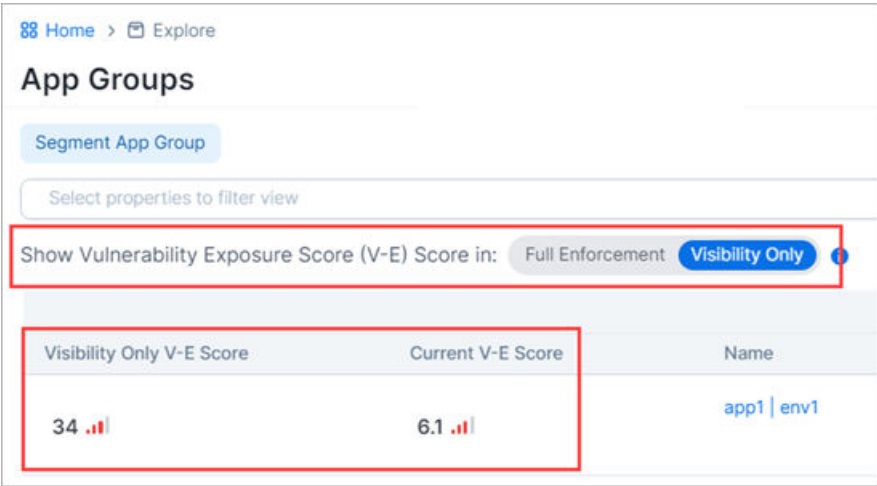 Home > Explore
App Groups
Segment App Group
Select properties to filter view
Show Vulnerability Exposure Score (V-E) Score in: Full Enforcement Visibility Only
Visibility Only V-E Score Current V-E Score Name
34 6.1 app1 | env1